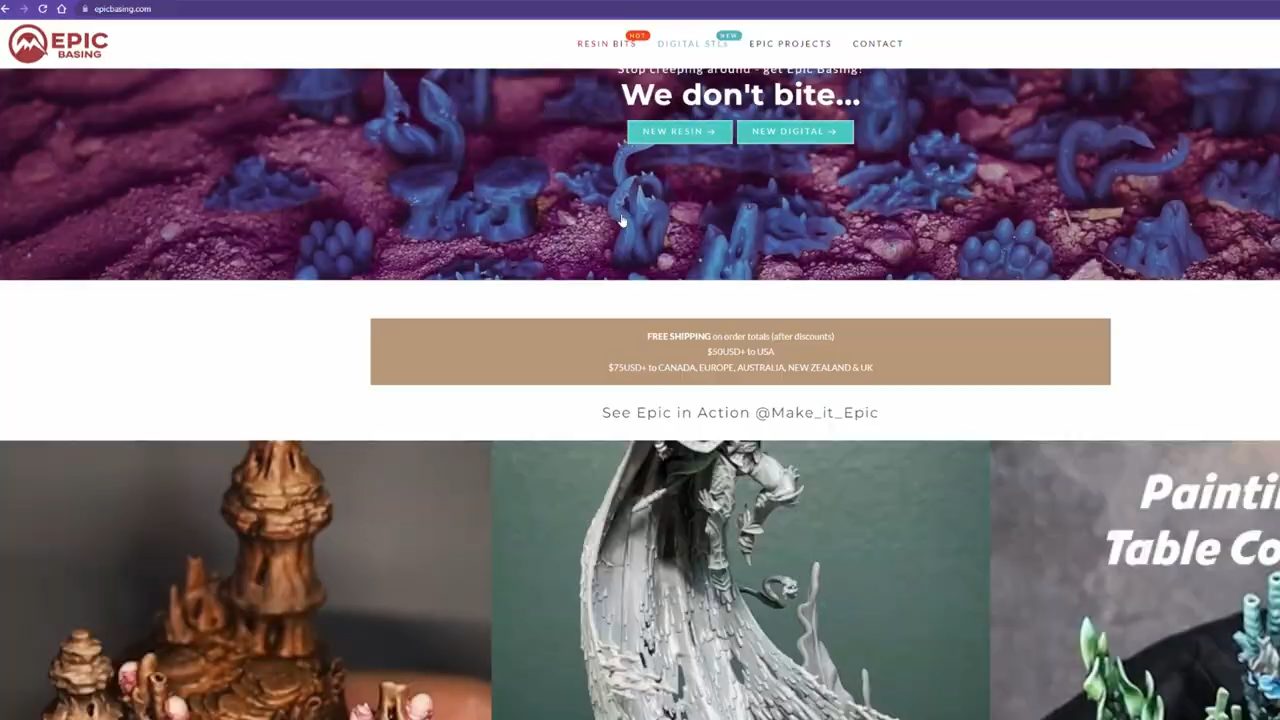 epicbasing.com
EPIC
BASING
HOT
NEW
RESIN BITS
DIGITAL STLS
EPIC PROJECTS
CONTACT
Stop creeping around - get Epic Basing!
We don't bite...
NEW RESIN →
NEW DIGITAL →
FREE SHIPPING on order totals (after discounts)
$50USD+ to USA
$75USD+ to CANADA, EUROPE, AUSTRALIA, NEW ZEALAND & UK
See Epic in Action @Make_it_Epic
Painti
Table Co